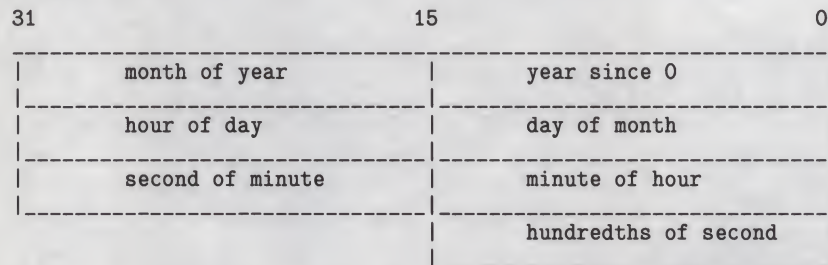 31 15 0
month of year year since 0
hour of day day of month
second of minute minute of hour
hundredths of second